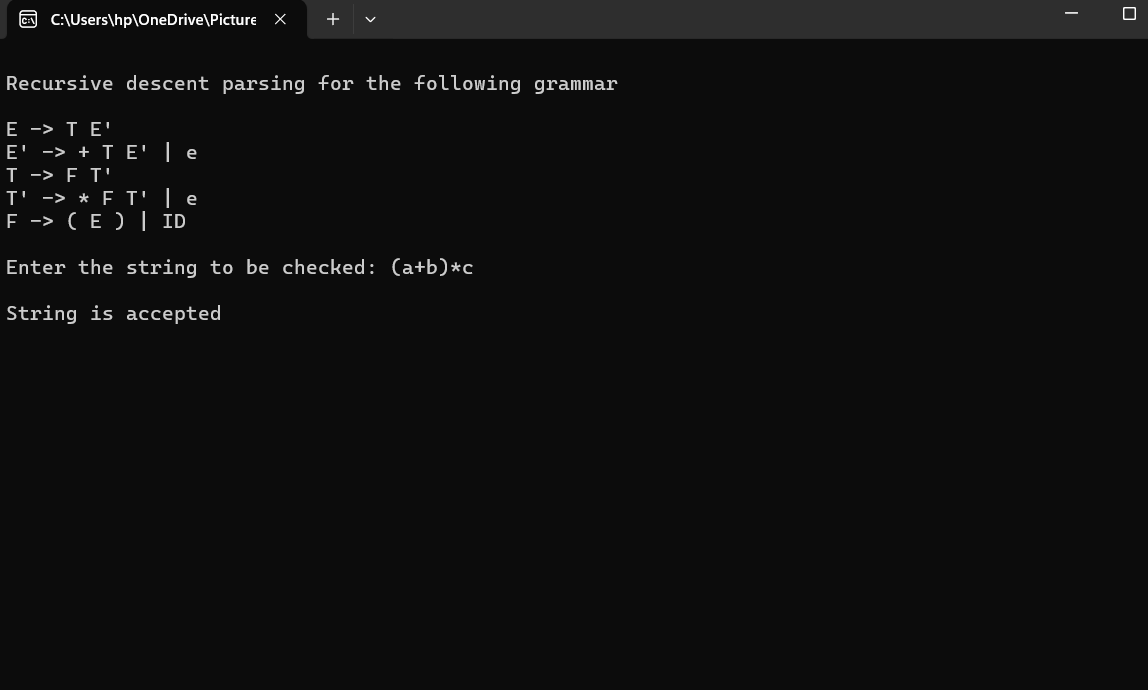 C:\Users\hp\OneDrive\Picture
Recursive descent parsing for the following grammar
E -> T E'
E' -> + T E' | e
T -> F T'
T' -> * F T' | e
F -> ( E ) | ID
Enter the string to be checked: (a+b)*c
String is accepted